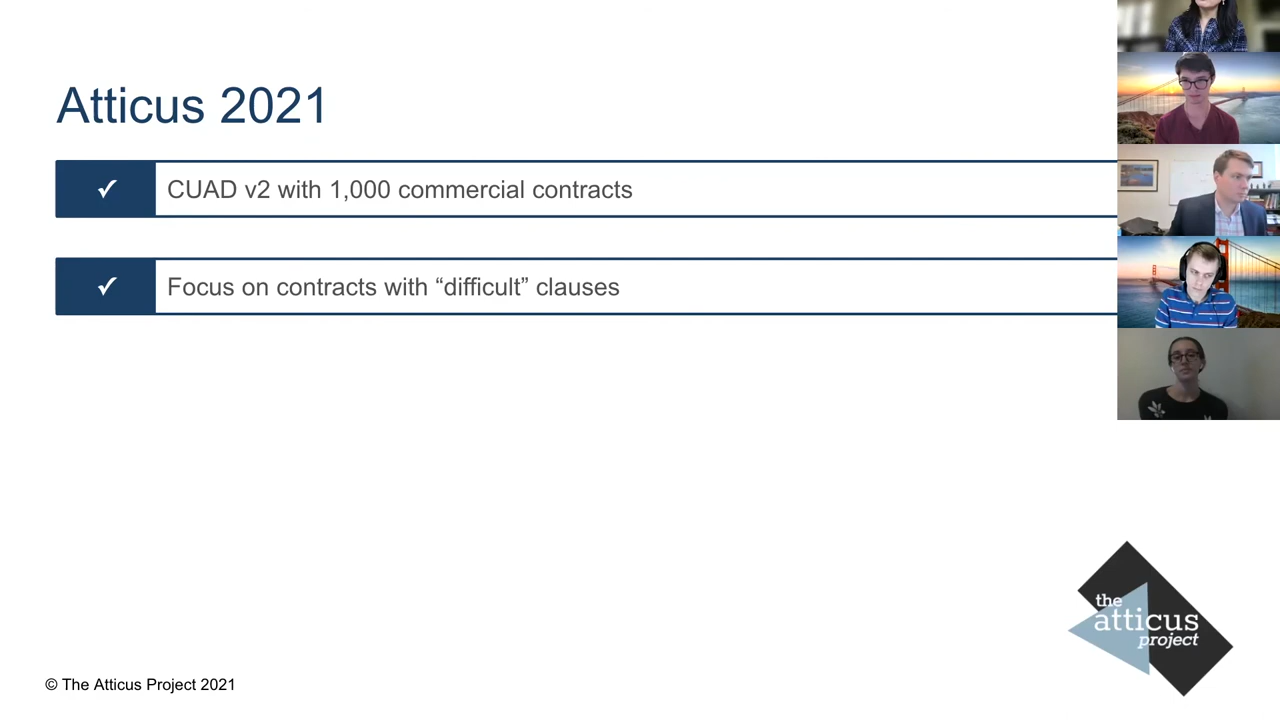 Atticus 2021
✓ CUAD v2 with 1,000 commercial contracts
✓ Focus on contracts with “difficult” clauses
the
atticus
project
© The Atticus Project 2021